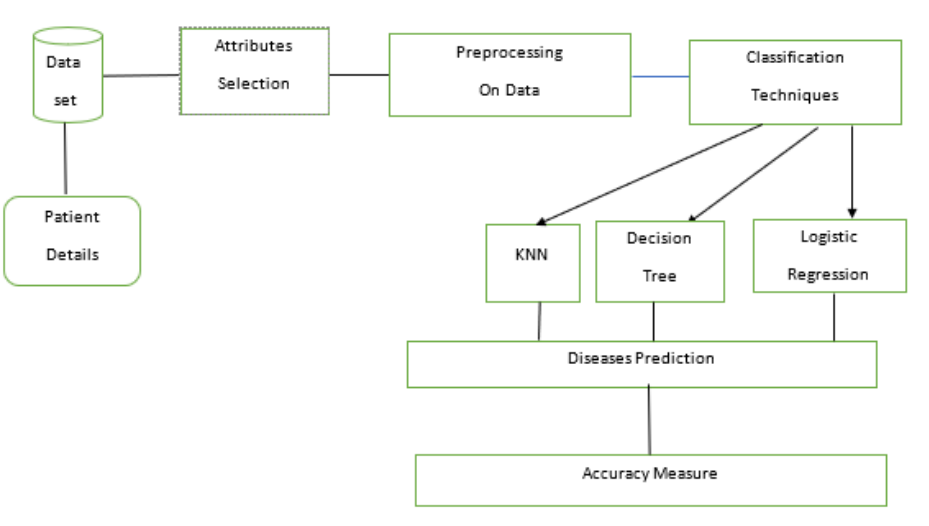 Data
set
Attributes
Selection
Preprocessing
On Data
Classification
Techniques
Patient
Details
KNN
Decision
Tree
Logistic
Regression
Diseases Prediction
Accuracy Measure